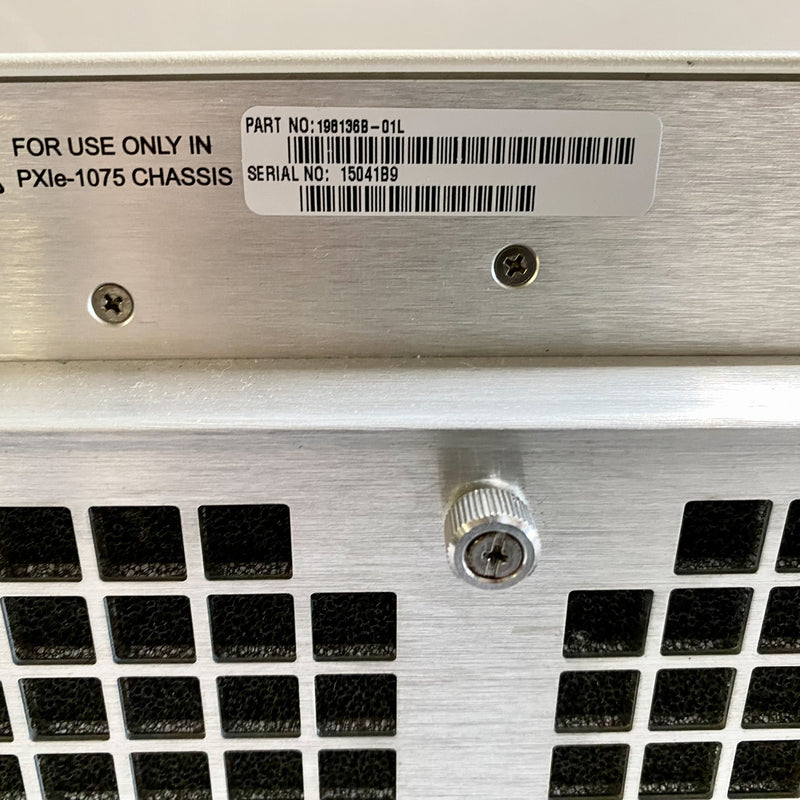 FOR USE ONLY IN
PXIe-1075 CHASSIS
PART NO:198136B-01L
SERIAL NO: 15041B9